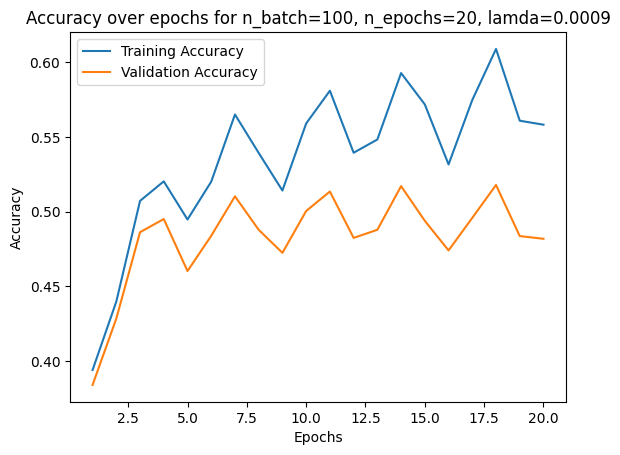 Accuracy over epochs for n_batch=100, n_epochs=20, lamda=0.0009
Training Accuracy
Validation Accuracy
0.60
0.55
0.50
0.45
0.40
Accuracy
2.5 5.0 7.5 10.0 12.5 15.0 17.5 20.0
Epochs